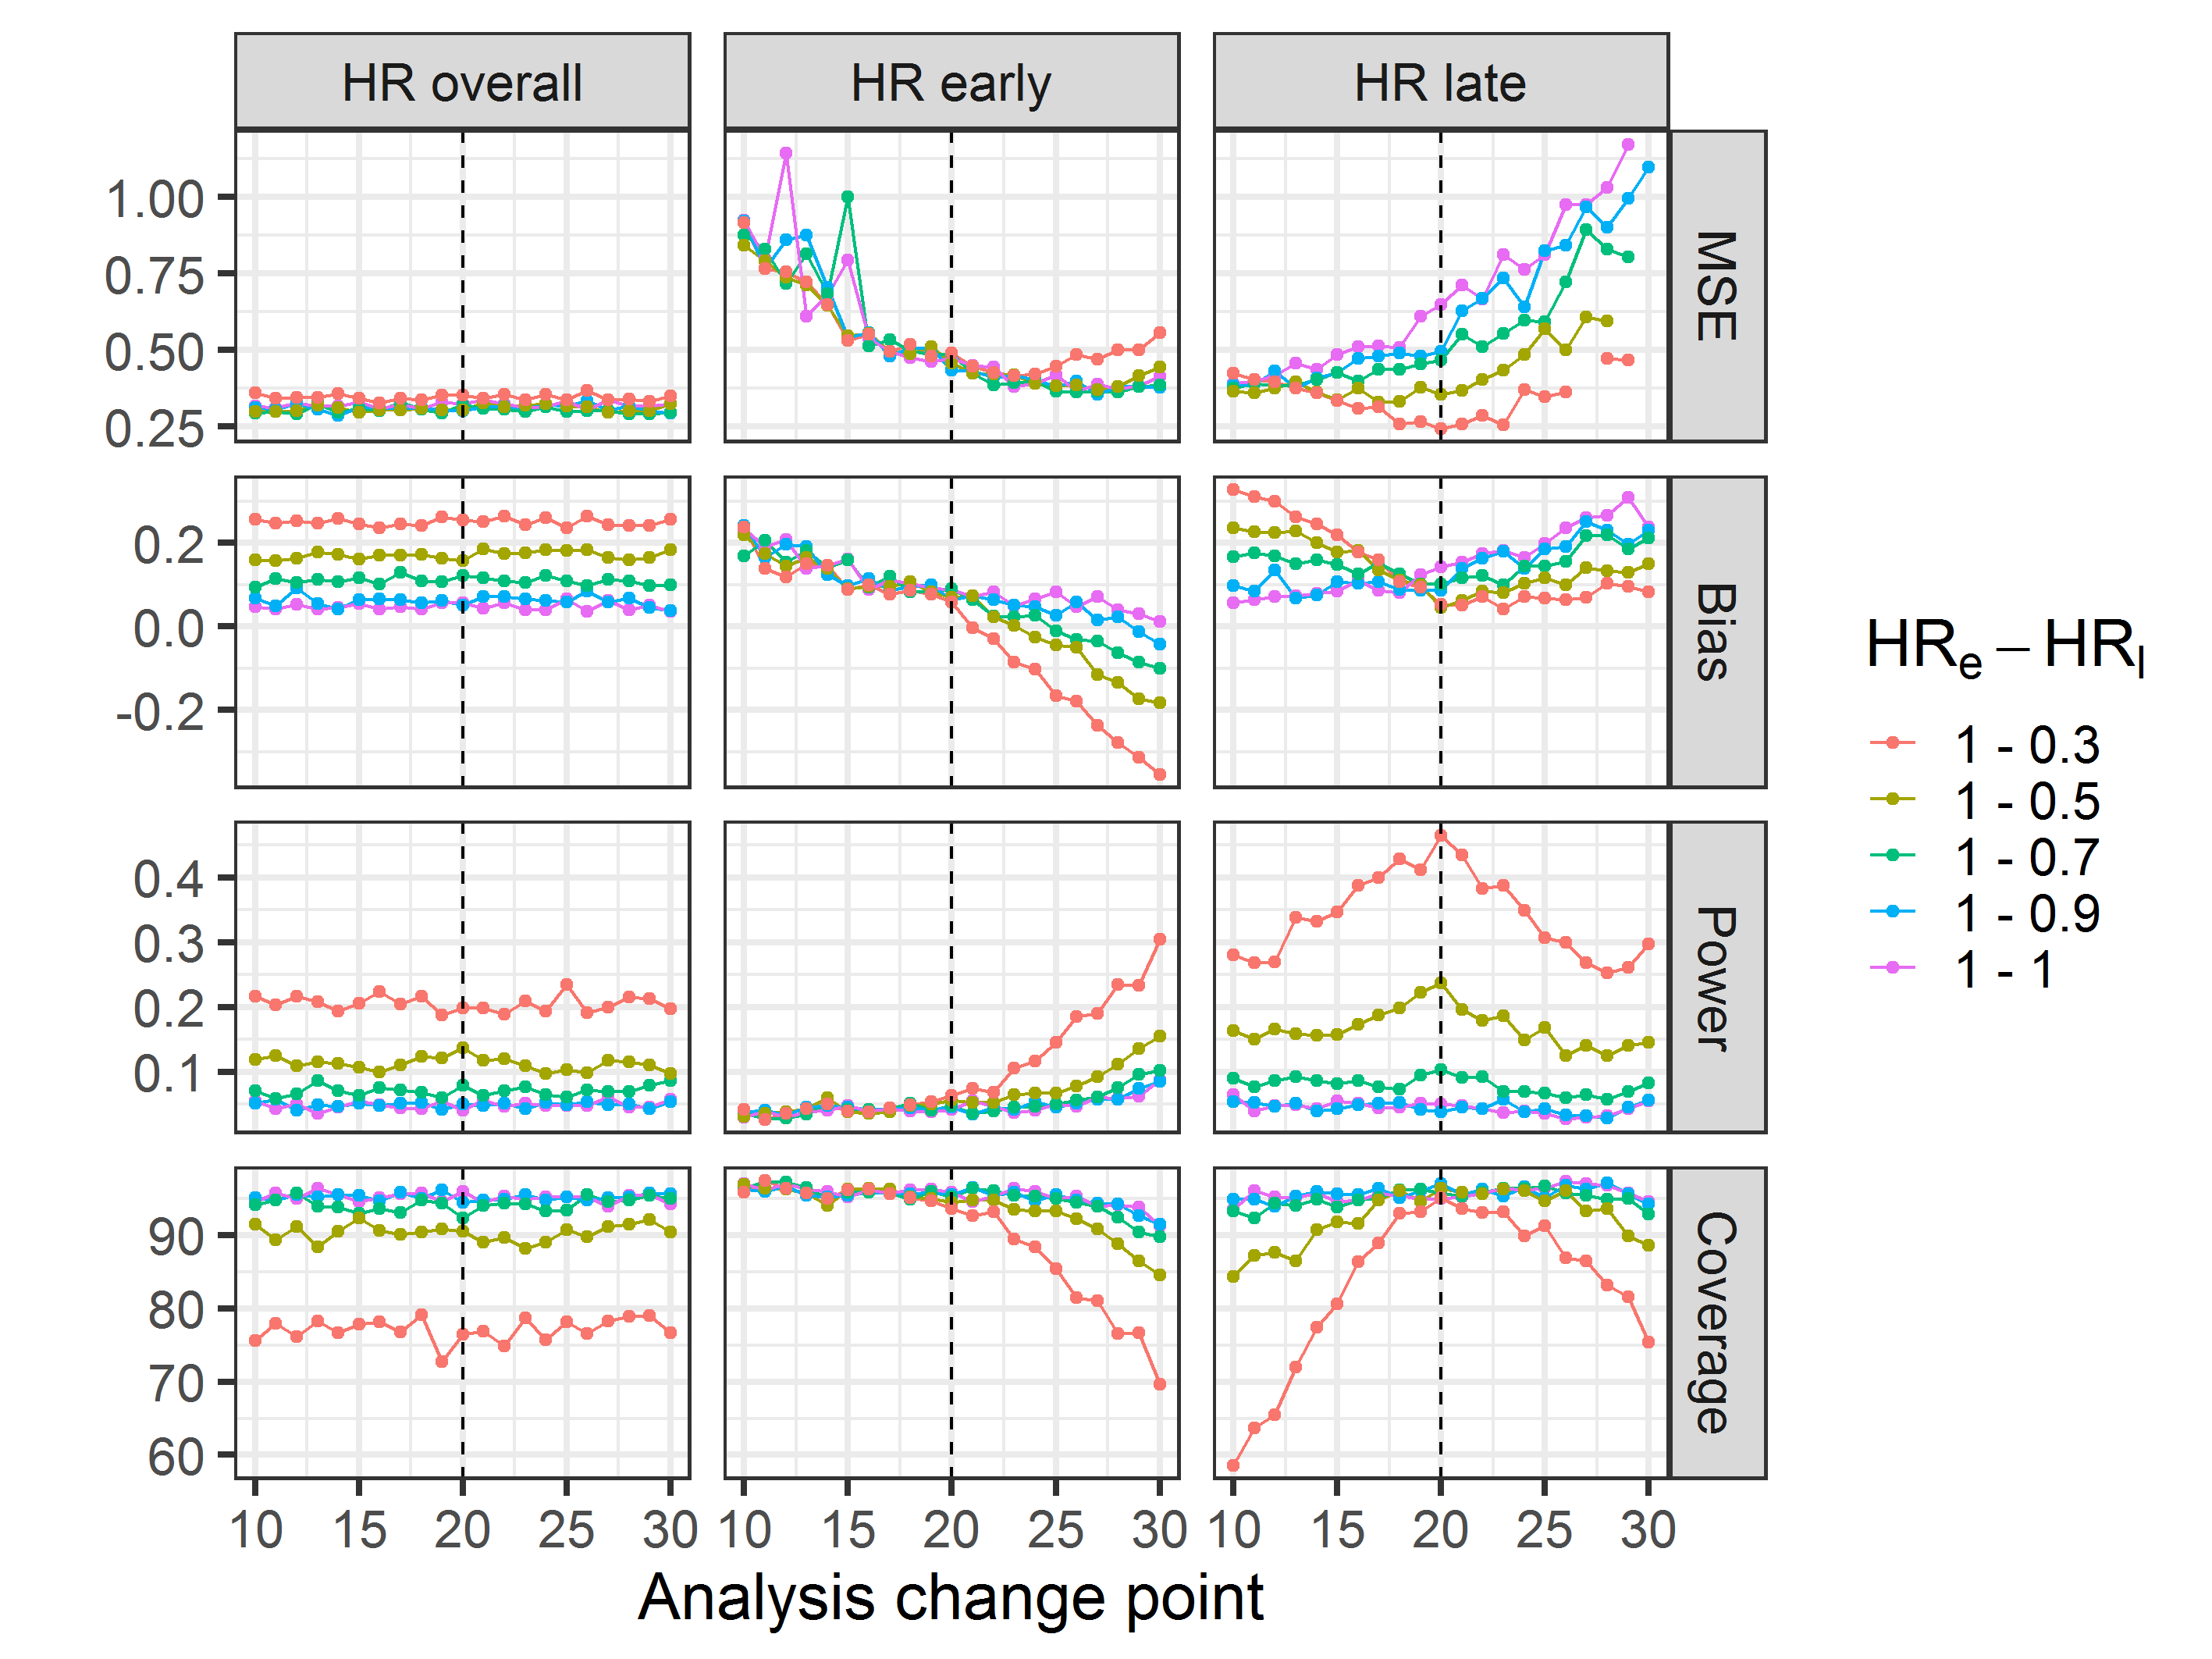 HR overall HR early HR late
1.00
0.75
0.50
0.25
MSE
0.2
0.0
-0.2
Bias
0.4
0.3
0.2
0.1
Power
90
80
70
60
Coverage
10 15 20 25 30 10 15 20 25 30 10 15 20 25 30
Analysis change point
HRe – HRl
1 - 0.3
1 - 0.5
1 - 0.7
1 - 0.9
1 - 1